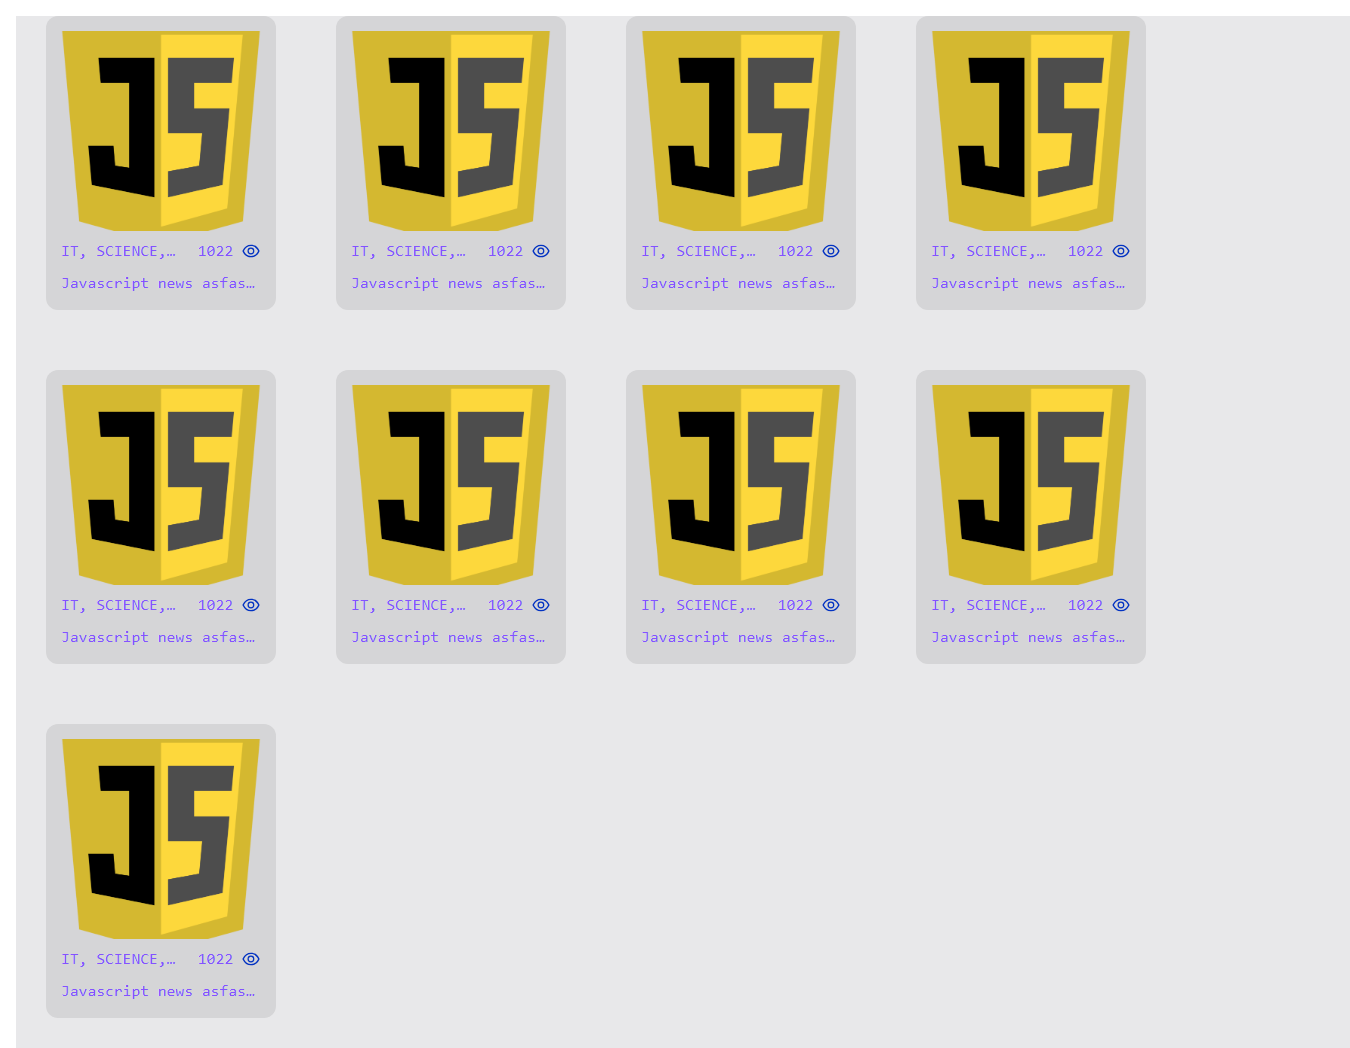 JS
JS
JS
JS
IT, SCIENCE,… 1022
IT, SCIENCE,… 1022
IT, SCIENCE,… 1022
IT, SCIENCE,… 1022
Javascript news asfas…
Javascript news asfas…
Javascript news asfas…
Javascript news asfas…
JS
JS
JS
JS
IT, SCIENCE,… 1022
IT, SCIENCE,… 1022
IT, SCIENCE,… 1022
IT, SCIENCE,… 1022
Javascript news asfas…
Javascript news asfas…
Javascript news asfas…
Javascript news asfas…
JS
IT, SCIENCE,… 1022
Javascript news asfas…